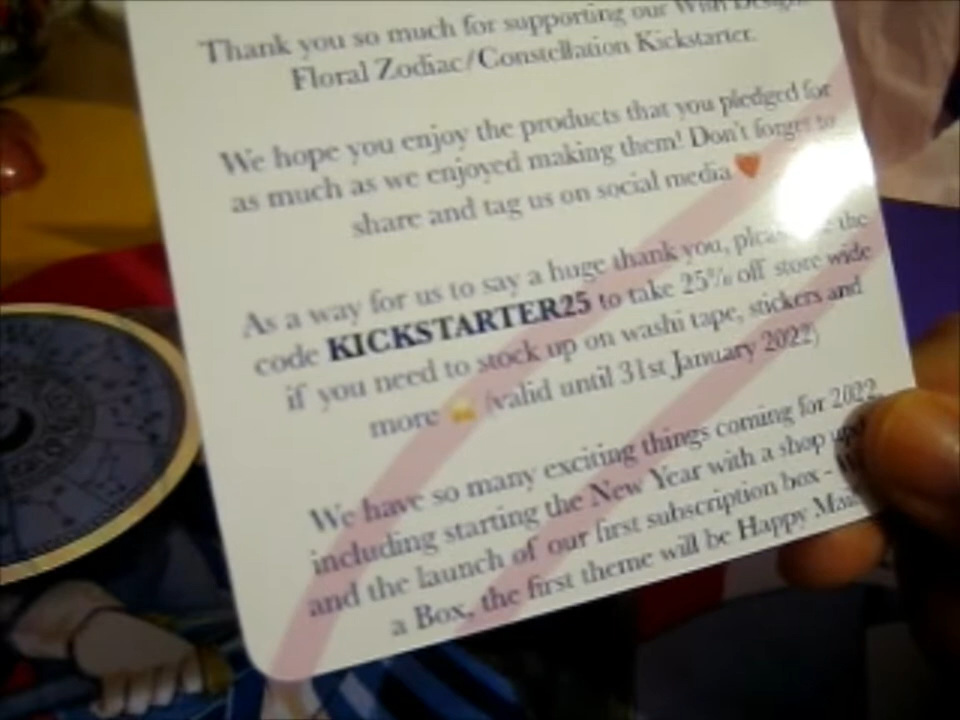 Thank you so much for supporting our Wish
Floral Zodiac/Constellation Kickstarter.
We hope you enjoy the products that you pledged for
as much as we enjoyed making them! Don't forget to
share and tag us on social media ❤
As a way for us to say a huge thank you, the
code KICKSTARTER25 to take 25% off store wide
if you need to stock up on washi tape, stickers and
more (valid until 31st January 2022)
We have so many exciting things coming for 2022,
including starting the New Year with a shop
and the launch of our first subscription box -
a Box, the first theme will be Happy